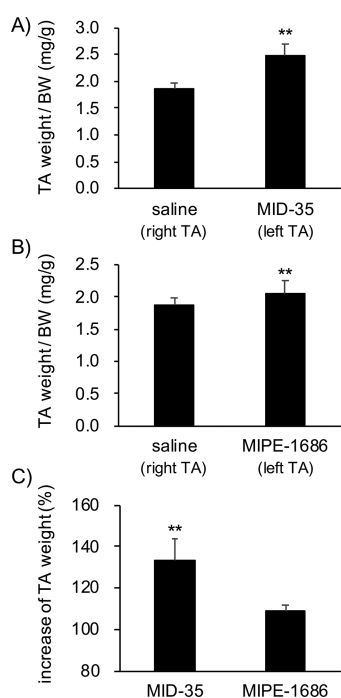 A)
TA weight/ BW (mg/g)
3.0
2.5
2.0
1.5
1.0
0.5
0.0
**
saline
(right TA)
MID-35
(left TA)
B)
TA weight/ BW (mg/g)
2.5
2.0
1.5
1.0
0.5
0.0
**
saline
(right TA)
MIPE-1686
(left TA)
C)
increase of TA weight (%)
160
140
120
100
80
**
MID-35
MIPE-1686